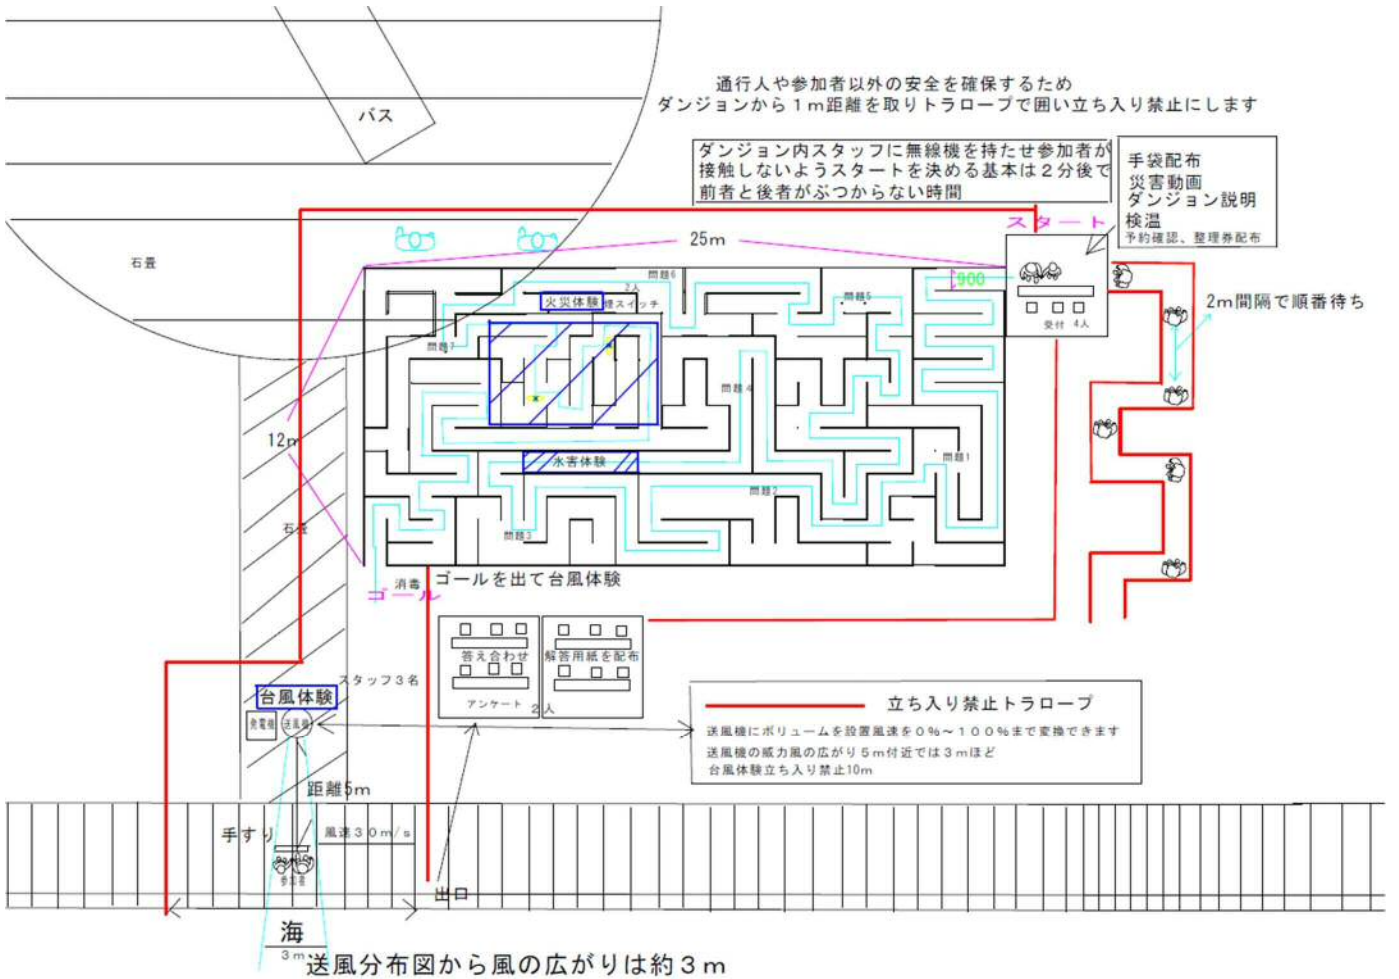 通行人や参加者以外の安全を確保するため
ダンジョンから1m距離を取りトラロープで囲い立ち入り禁止にします
バス
ダンジョン内スタッフに無線機を持たせ参加者が
接触しないようスタートを決める基本は2分後で
前者と後者がぶつからない時間
手袋配布
災害動画
ダンジョン説明
検温
予約確認、整理券配布
スタート
25m
石畳
900
問題6
2人
火災体験
煙スイッチ
問題5
受付 4人
2m間隔で順番待ち
問題7
問題4
12m
水害体験
問題1
問題2
石畳
問題3
消毒
ゴール
ゴールを出て台風体験
答え合わせ
解答用紙を配布
アンケート
2人
スタッフ3名
台風体験
発電機
送風機
立ち入り禁止トラロープ
送風機にボリュームを設置風速を0%~100%まで変換できます
送風機の威力風の広がり5m付近では3mほど
台風体験立ち入り禁止10m
距離5m
手すり
風速30m/s
参加者
出口
海
3m
送風分布図から風の広がりは約3m